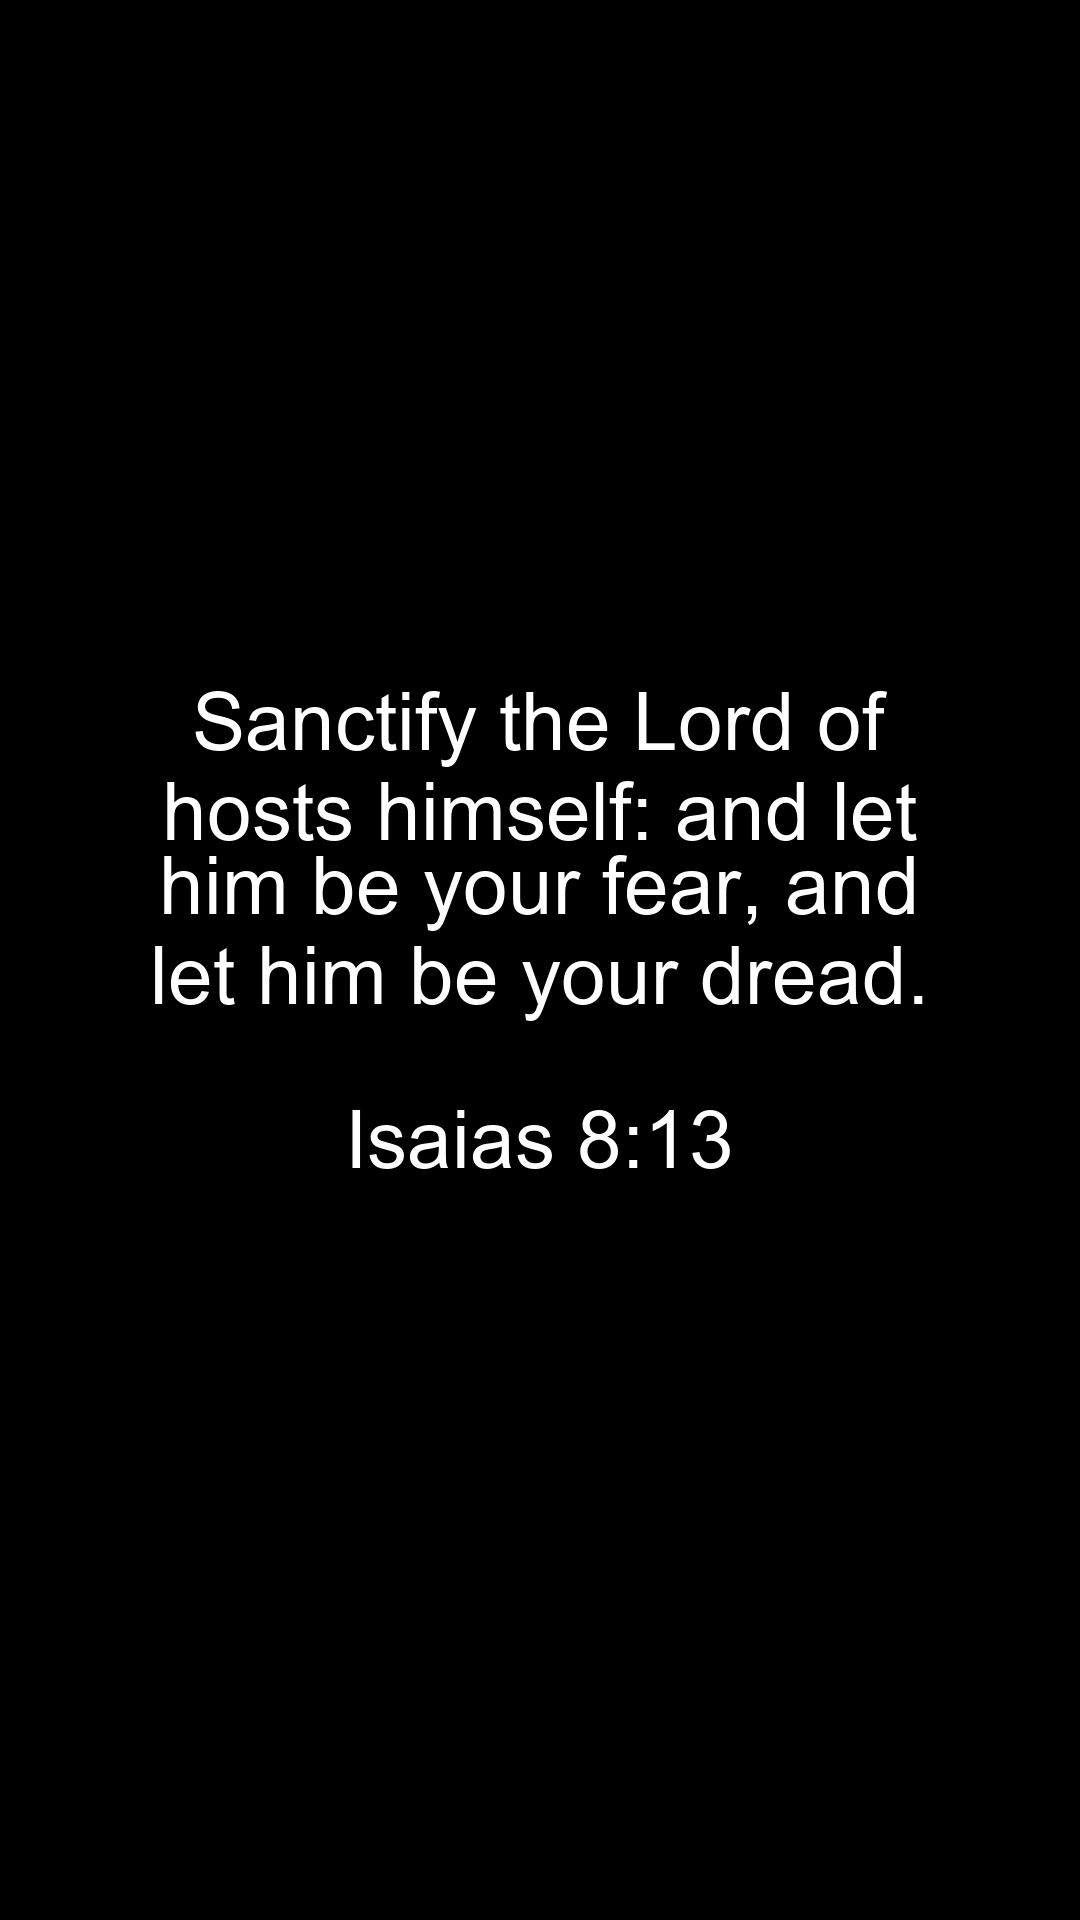 Sanctify the Lord of
hosts himself: and let
him be your fear, and
let him be your dread.
Isaias 8:13